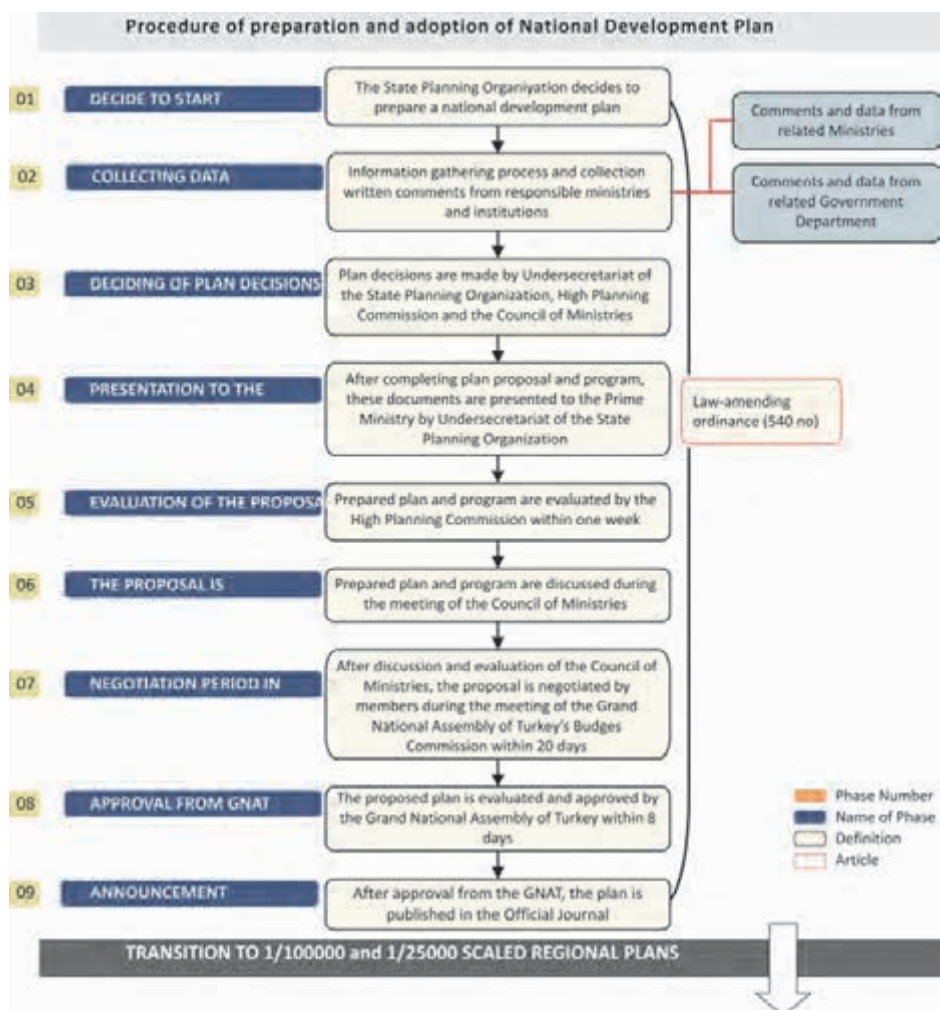 Procedure of preparation and adoption of National Development Plan
01
DECIDE TO START
The State Planning Organiyation decides to
prepare a national development plan
Comments and data from
related Ministries
02
COLLECTING DATA
Information gathering process and collection
written comments from responsible ministries
and institutions
Comments and data from
related Government
Department
03
DECIDING OF PLAN DECISIONS
Plan decisions are made by Undersecretariat of
the State Planning Organization, High Planning
Commission and the Council of Ministries
04
PRESENTATION TO THE
After completing plan proposal and program,
these documents are presented to the Prime
Ministry by Undersecretariat of the State
Planning Organization
Law-amending
ordinance (540 no)
05
EVALUATION OF THE PROPOSA
Prepared plan and program are evaluated by the
High Planning Commission within one week
06
THE PROPOSAL IS
Prepared plan and program are discussed during
the meeting of the Council of Ministries
07
NEGOTIATION PERIOD IN
After discussion and evaluation of the Council of
Ministries, the proposal is negotiated by
members during the meeting of the Grand
National Assembly of Turkey's Budges
Commission within 20 days
08
APPROVAL FROM GNAT
The proposed plan is evaluated and approved by
the Grand National Assembly of Turkey within 8
days
Phase Number
Name of Phase
Definition
Article
09
ANNOUNCEMENT
After approval from the GNAT, the plan is
published in the Official Journal
TRANSITION TO 1/100000 and 1/25000 SCALED REGIONAL PLANS